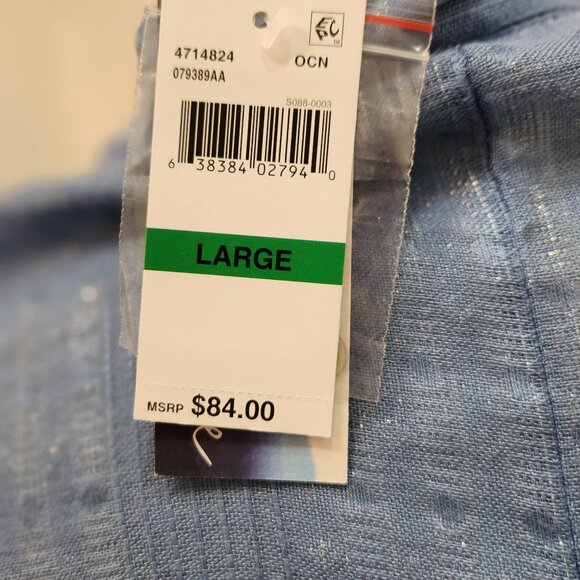 4714824 OCN
079389AA
S088-0003
6 38384 02794 0
LARGE
MSRP $84.00